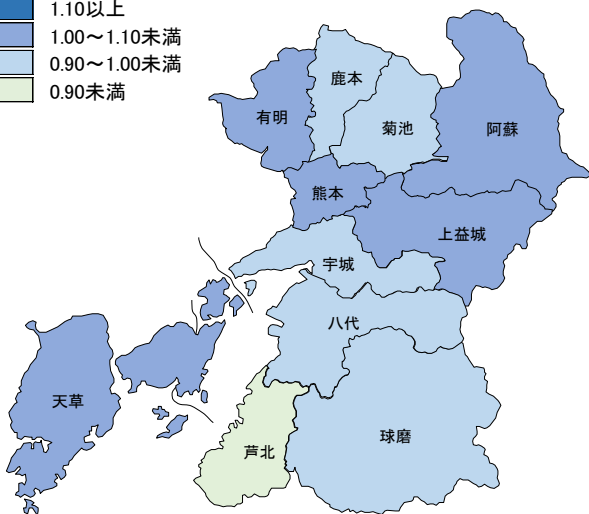 1.10以上
1.00～1.10未満
0.90～1.00未満
0.90未満
鹿本
有明
菊池
阿蘇
熊本
上益城
宇城
八代
天草
球磨
芦北